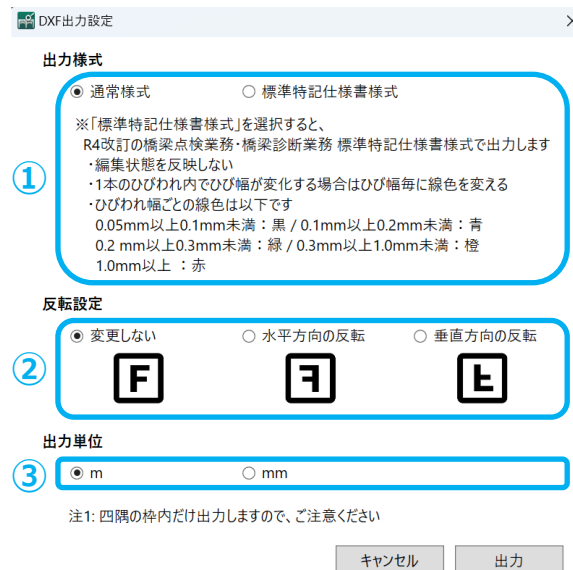 DXF出力設定
出力様式
通常様式 標準特記仕様書様式
①
※「標準特記仕様書様式」を選択すると、
R4改訂の橋梁点検業務・橋梁診断業務 標準特記仕様書様式で出力します
・編集状態を反映しない
・1本のひびわれ内でひび幅が変化する場合はひび幅毎に線色を変える
・ひびわれ幅ごとの線色は以下です
0.05mm以上0.1mm未満：黒 / 0.1mm以上0.2mm未満：青
0.2 mm以上0.3mm未満：緑 / 0.3mm以上1.0mm未満：橙
1.0mm以上 ：赤
反転設定
変更しない 水平方向の反転 垂直方向の反転
②
F F F
出力単位
③
m mm
注1: 四隅の枠内だけ出力しますので、ご注意ください
キャンセル 出力